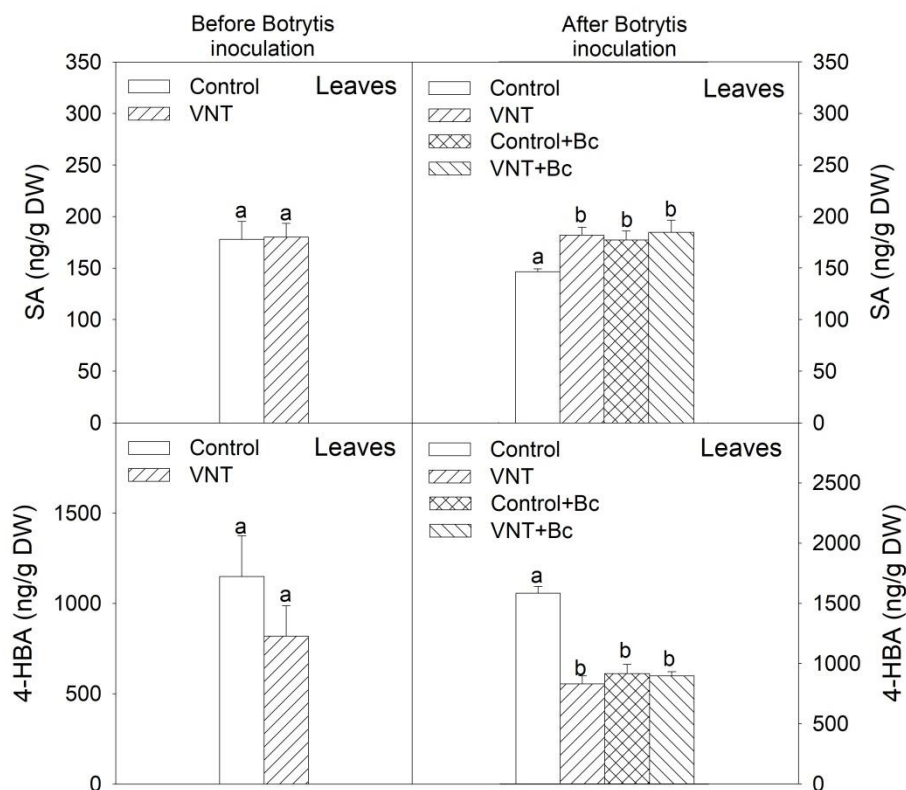 Before Botrytis
inoculation
After Botrytis
inoculation
350
300
250
200
150
100
50
0
SA (ng/g DW)
Control
VNT
Leaves
a
a
Control
VNT
Control+Bc
VNT+Bc
Leaves
a
b
b
b
350
300
250
200
150
100
50
0
SA (ng/g DW)
1500
1000
500
0
4-HBA (ng/g DW)
Control
VNT
Leaves
a
a
Control
VNT
Control+Bc
VNT+Bc
Leaves
a
b
b
b
2500
2000
1500
1000
500
0
4-HBA (ng/g DW)